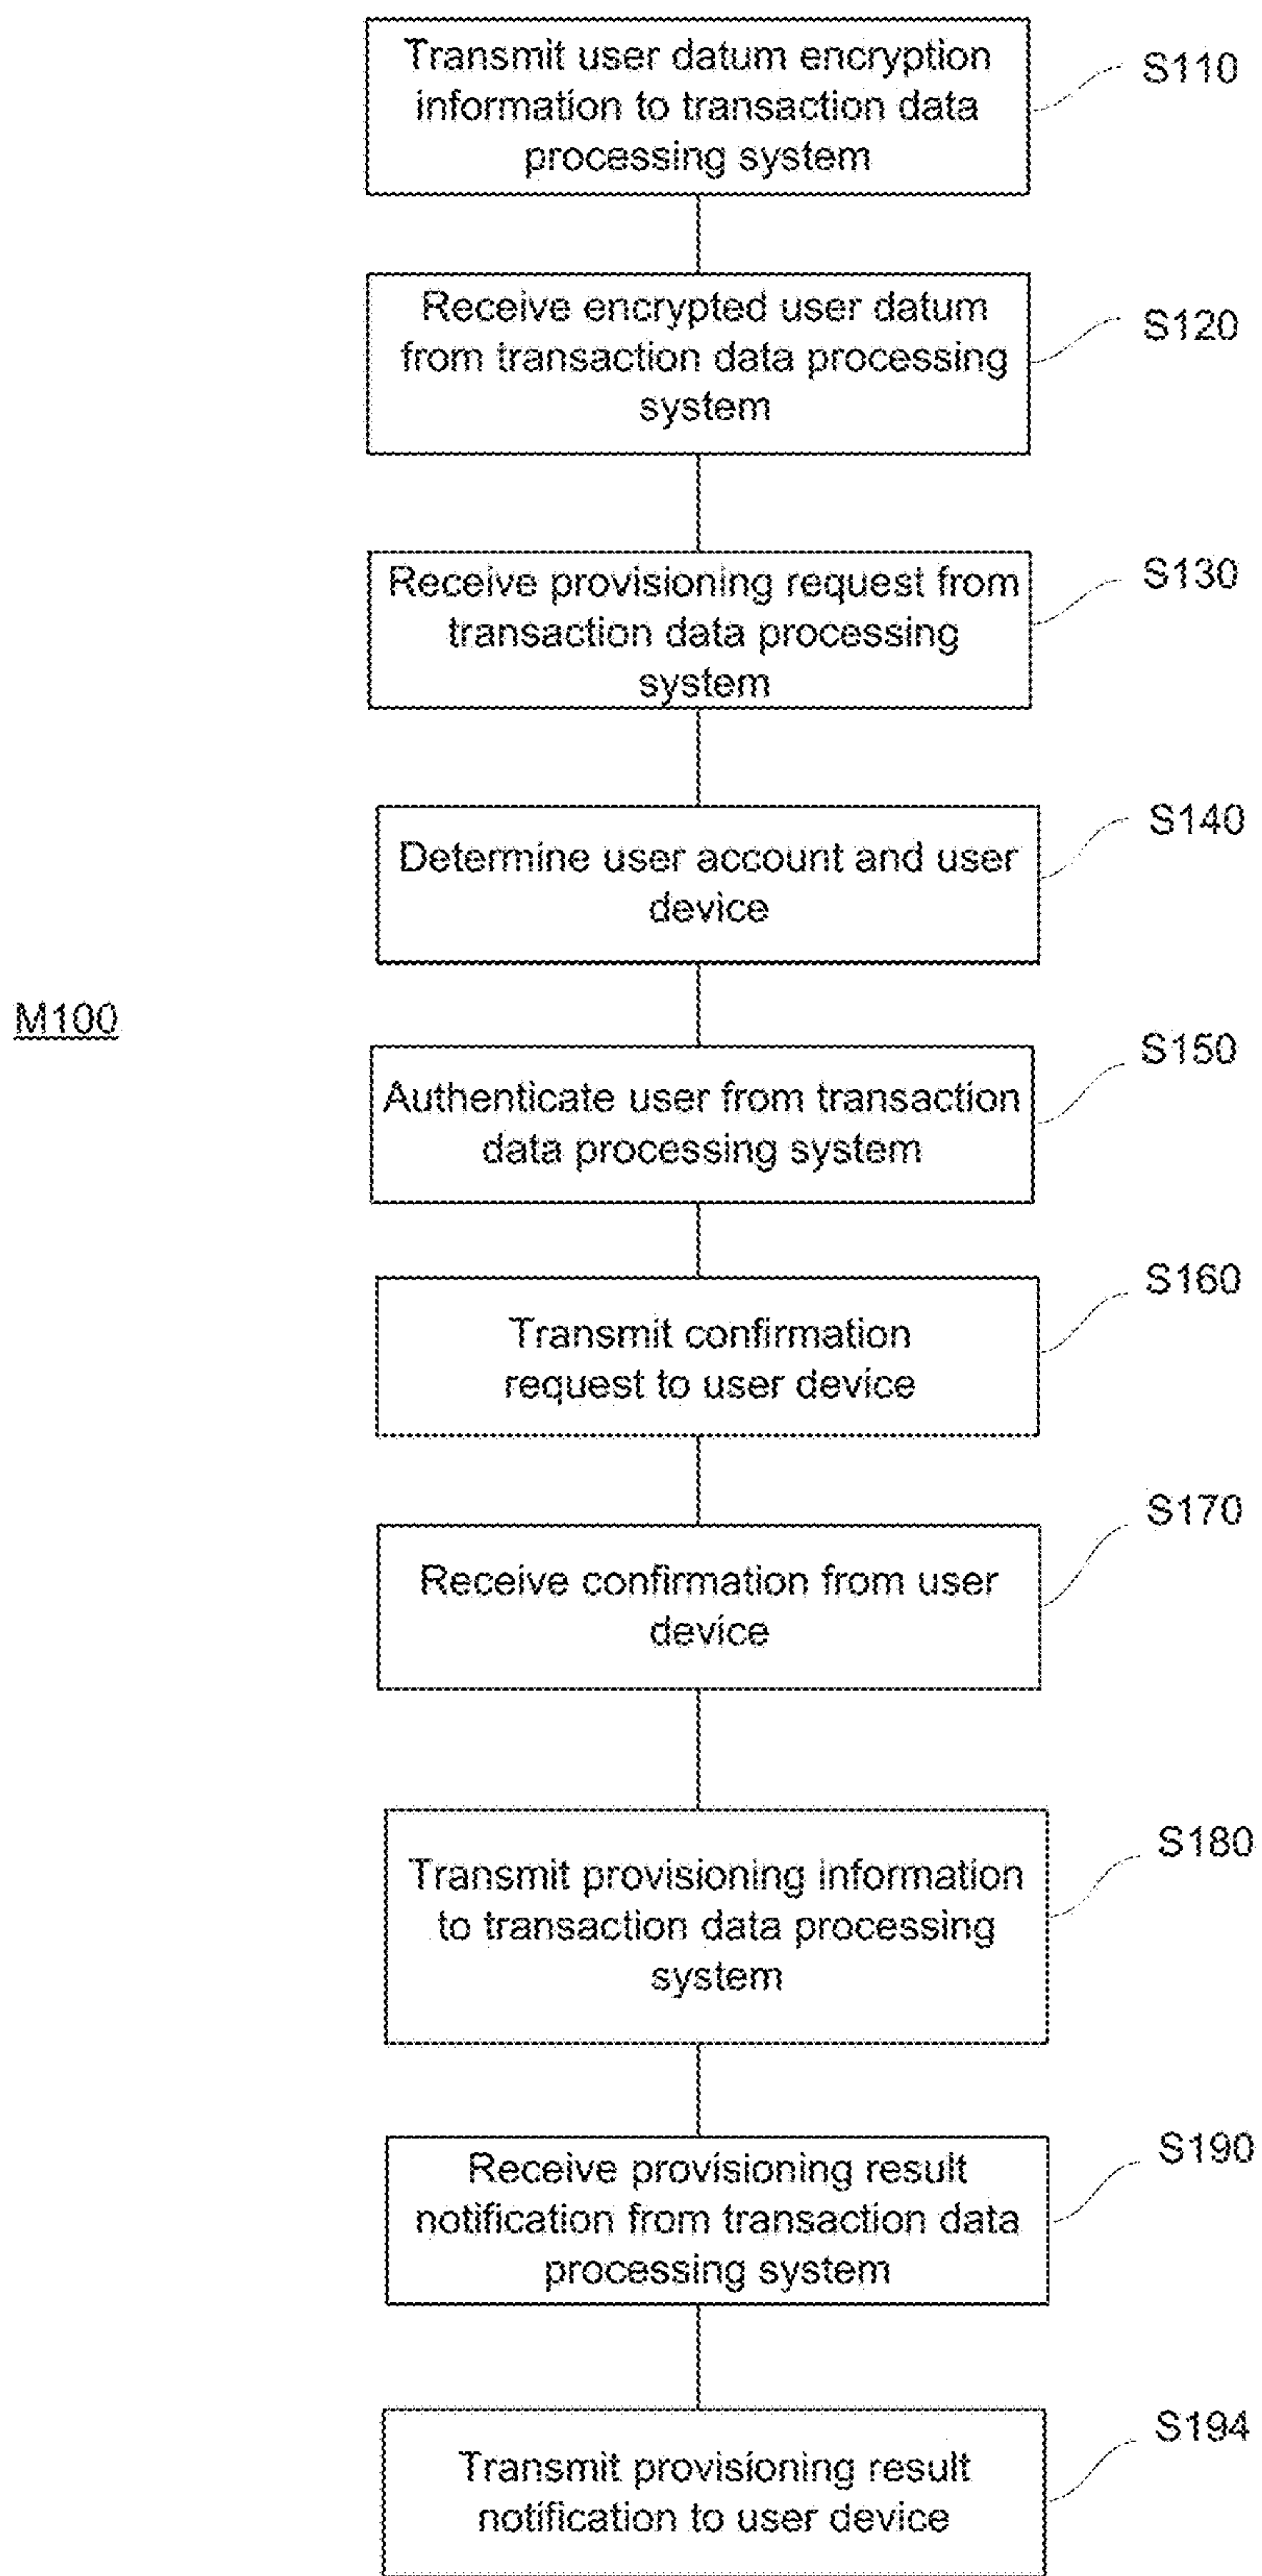 Transmit user datum encryption
information to transaction data
processing system
S110
Receive encrypted user datum
from transaction data processing
system
S120
Receive provisioning request from
transaction data processing
system
S130
Determine user account and user
device
S140
M100
Authenticate user from transaction
data processing system
S150
Transmit confirmation
request to user device
S160
Receive confirmation from user
device
S170
Transmit provisioning information
to transaction data processing
system
S180
Receive provisioning result
notification from transaction data
processing system
S190
Transmit provisioning result
notification to user device
S194